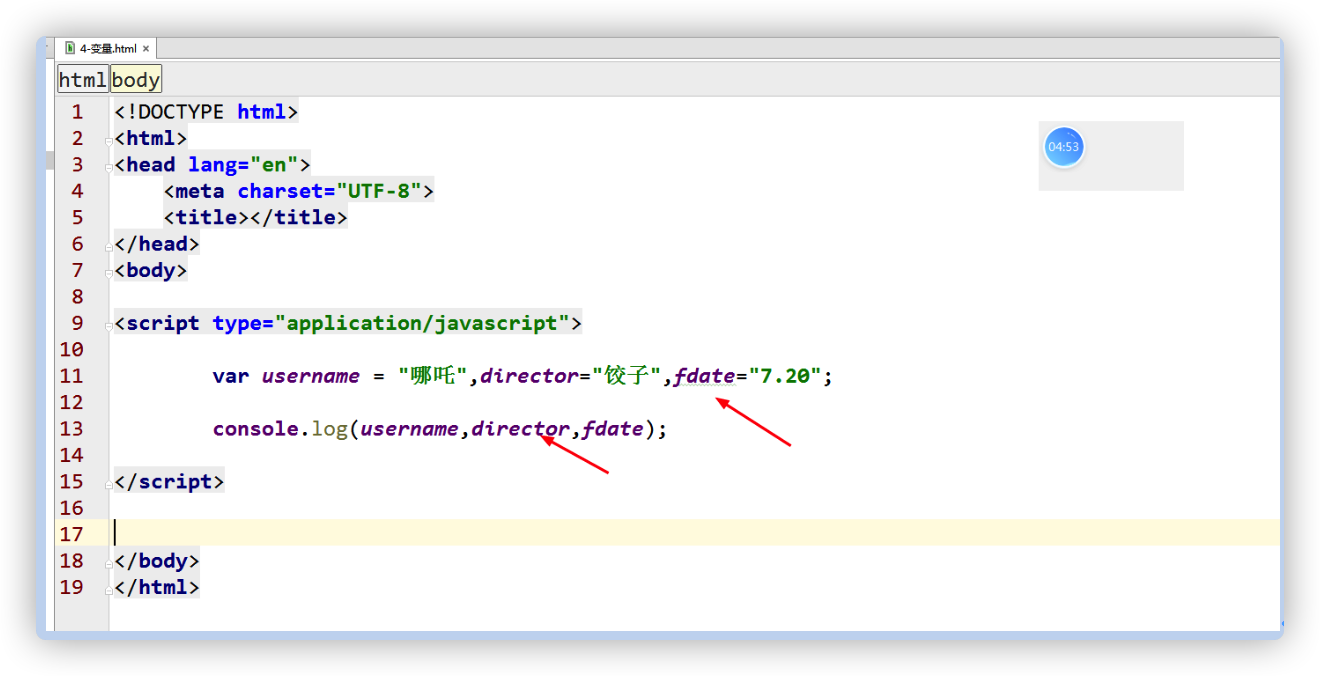 4-变量.html ×
html body
1 <!DOCTYPE html>
2 <html>
3 <head lang="en">
04:53
4 <meta charset="UTF-8">
5 <title></title>
6 </head>
7 <body>
8
9 <script type="application/javascript">
10
11 var username = "哪吒",director="饺子",fdate="7.20";
12
13 console.log(username,director,fdate);
14
15 </script>
16
17
18 </body>
19 </html>